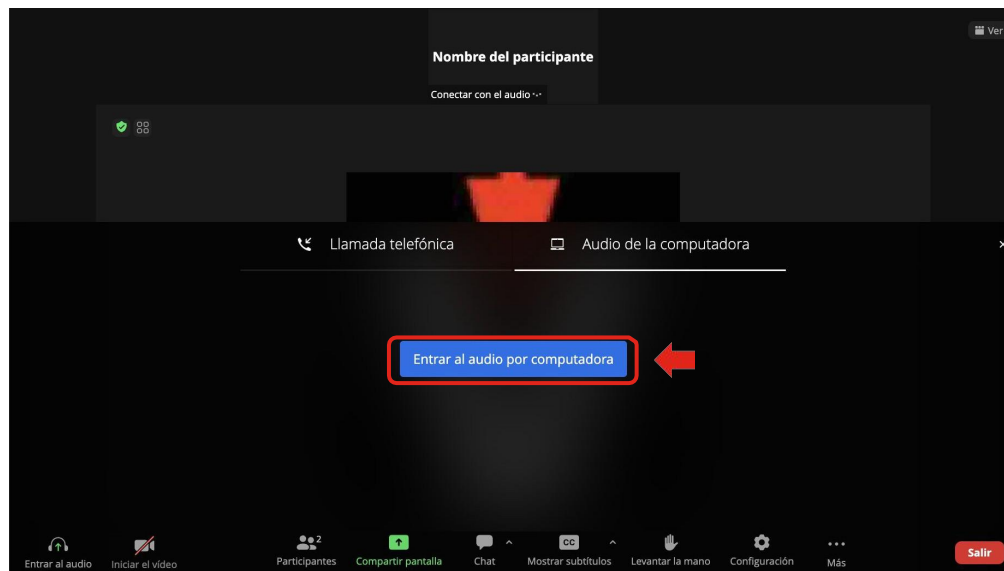 Ver
Nombre del participante
Conectar con el audio
Llamada telefónica
Audio de la computadora
Entrar al audio por computadora
2
CC
Entrar al audio
Iniciar el vídeo
Participantes
Compartir pantalla
Chat
Mostrar subtítulos
Levantar la mano
Configuración
Más
Salir